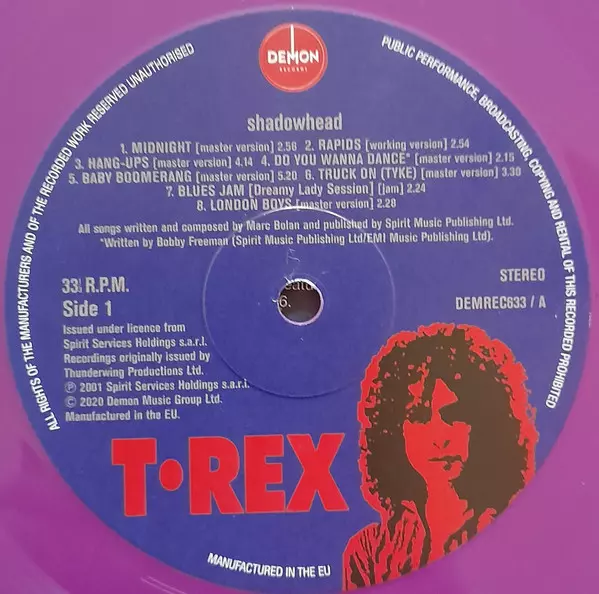 ALL RIGHTS OF THE MANUFACTURERS AND OF THE RECORDED WORK RESERVED UNAUTHORISED
PUBLIC PERFORMANCE, BROADCASTING, COPYING AND RENTAL OF THIS RECORDED PROHIBITED
DEMON
RECORDS
shadowhead
1. MIDNIGHT [master version] 2.56 2. RAPIDS [working version] 2.54
3. HANG-UPS [master version] 4.14 4. DO YOU WANNA DANCE* [master version] 2.15
5. BABY BOOMERANG [master version] 5.20 6. TRUCK ON (TYKE) [master version] 3.30
7. BLUES JAM [Dreamy Lady Session] [jam] 2.24
8. LONDON BOYS [master version] 2.28
All songs written and composed by Marc Bolan and published by Spirit Music Publishing Ltd.
*Written by Bobby Freeman (Spirit Music Publishing Ltd/EMI Music Publishing Ltd).
33⅓ R.P.M.
Side 1
STEREO
DEMREC633 / A
6.
Issued under licence from
Spirit Services Holdings s.a.r.l.
Recordings originally issued by
Thunderwing Productions Ltd.
℗ 2001 Spirit Services Holdings s.a.r.l.
© 2020 Demon Music Group Ltd.
Manufactured in the EU.
T•REX
MANUFACTURED IN THE EU